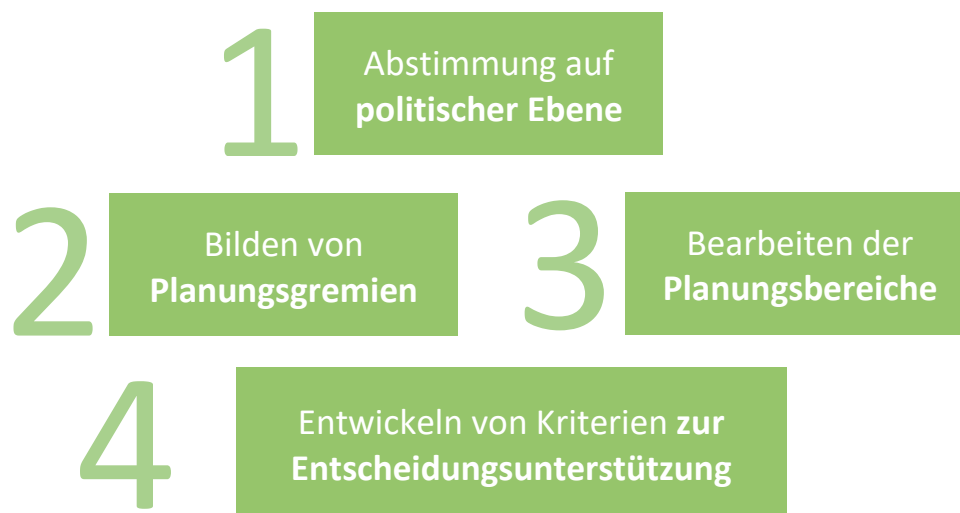 1
Abstimmung auf
politischer Ebene
2
Bilden von
Planungsgremien
3
Bearbeiten der
Planungsbereiche
4
Entwickeln von Kriterien zur
Entscheidungsunterstützung